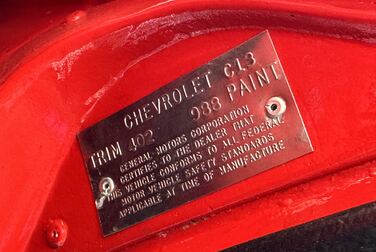 CHEVROLET CL3
TRIM 402 988 PAINT
GENERAL MOTORS CORPORATION
CERTIFIES TO THE DEALER THAT
THIS VEHICLE CONFORMS TO ALL FEDERAL
MOTOR VEHICLE SAFETY STANDARDS
APPLICABLE AT TIME OF MANUFACTURE